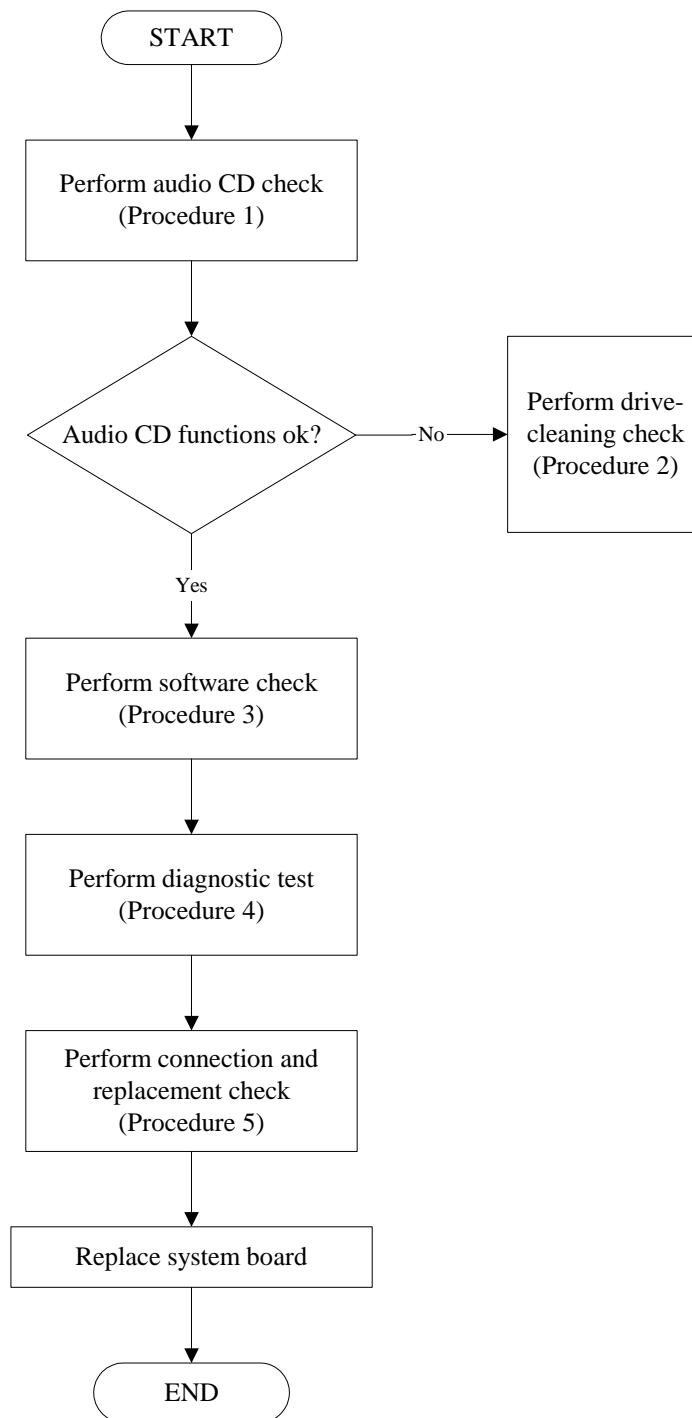 START
Perform audio CD check
(Procedure 1)
Audio CD functions ok?
No
Perform drive-
cleaning check
(Procedure 2)
Yes
Perform software check
(Procedure 3)
Perform diagnostic test
(Procedure 4)
Perform connection and
replacement check
(Procedure 5)
Replace system board
END